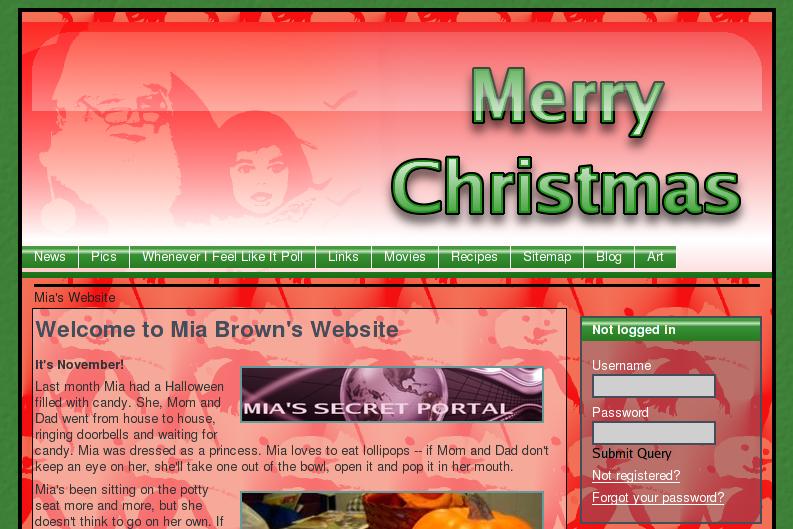 Merry
Christmas
News Pics Whenever I Feel Like It Poll Links Movies Recipes Sitemap Blog Art
Mia's Website
Welcome to Mia Brown's Website
It's November!
MIA'S SECRET PORTAL
Last month Mia had a Halloween
filled with candy. She, Mom and
Dad went from house to house,
ringing doorbells and waiting for
candy. Mia was dressed as a princess. Mia loves to eat lollipops -- if Mom and Dad don't
keep an eye on her, she'll take one out of the bowl, open it and pop it in her mouth.
Mia's been sitting on the potty
seat more and more, but she
doesn't think to go on her own. If
Not logged in
Username
Password
Submit Query
Not registered?
Forgot your password?